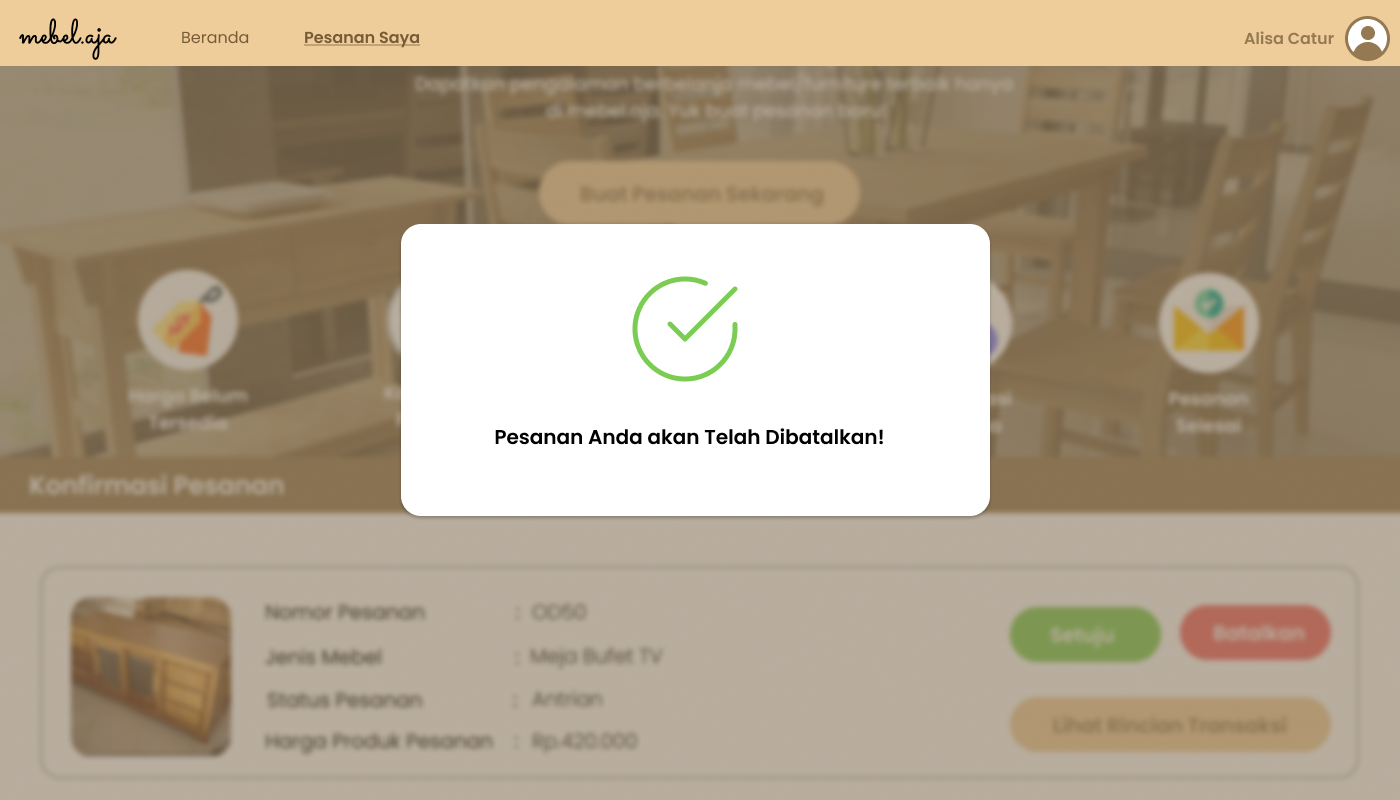 mebel.aja
Beranda
Pesanan Saya
Alisa Catur
Dapatkan pengalaman berbelanja mebel/furniture terbaik hanya
di mebel.aja. Yuk buat pesanan baru!
Buat Pesanan Sekarang
Harga Belum
Tersedia
Pesanan
Selesai
Pesanan Anda akan Telah Dibatalkan!
Konfirmasi Pesanan
Nomor Pesanan : OD50
Jenis Mebel : Meja Bufet TV
Status Pesanan : Antrian
Harga Produk Pesanan : Rp.420.000
Setuju
Batalkan
Lihat Rincian Transaksi